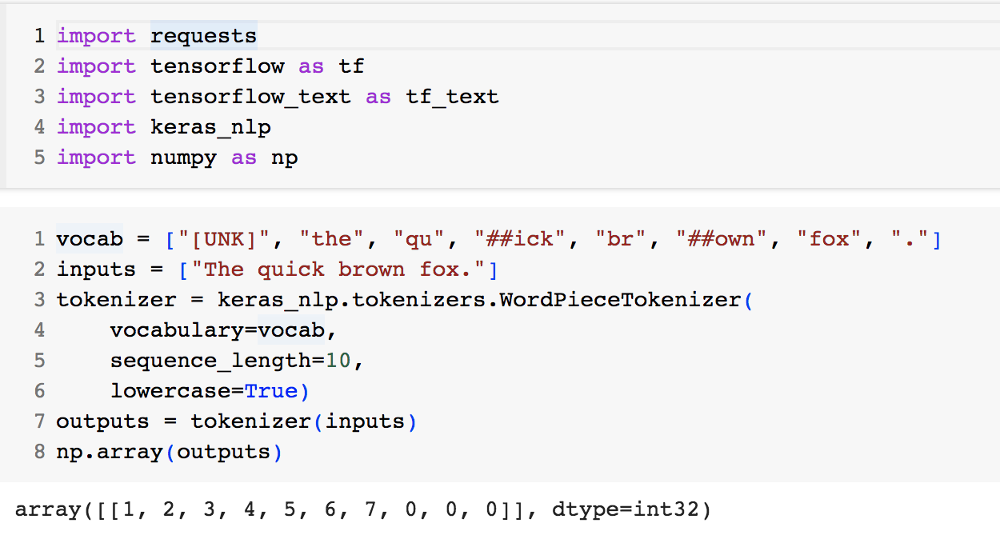 1 import requests
2 import tensorflow as tf
3 import tensorflow_text as tf_text
4 import keras_nlp
5 import numpy as np
1 vocab = ["[UNK]", "the", "qu", "##ick", "br", "##own", "fox", "."]
2 inputs = ["The quick brown fox."]
3 tokenizer = keras_nlp.tokenizers.WordPieceTokenizer(
4     vocabulary=vocab,
5     sequence_length=10,
6     lowercase=True)
7 outputs = tokenizer(inputs)
8 np.array(outputs)
array([[1, 2, 3, 4, 5, 6, 7, 0, 0, 0]], dtype=int32)